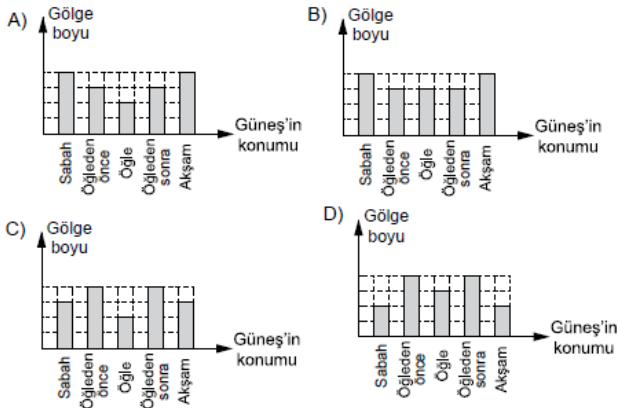 A)
Gölge
boyu
Güneş'in
konumu
Sabah
Öğleden
önce
Öğle
Öğleden
sonra
Akşam
B)
Gölge
boyu
Güneş'in
konumu
Sabah
Öğleden
önce
Öğle
Öğleden
sonra
Akşam
C)
Gölge
boyu
Güneş'in
konumu
Sabah
Öğleden
önce
Öğle
Öğleden
sonra
Akşam
D)
Gölge
boyu
Güneş'in
konumu
Sabah
Öğleden
önce
Öğle
Öğleden
sonra
Akşam